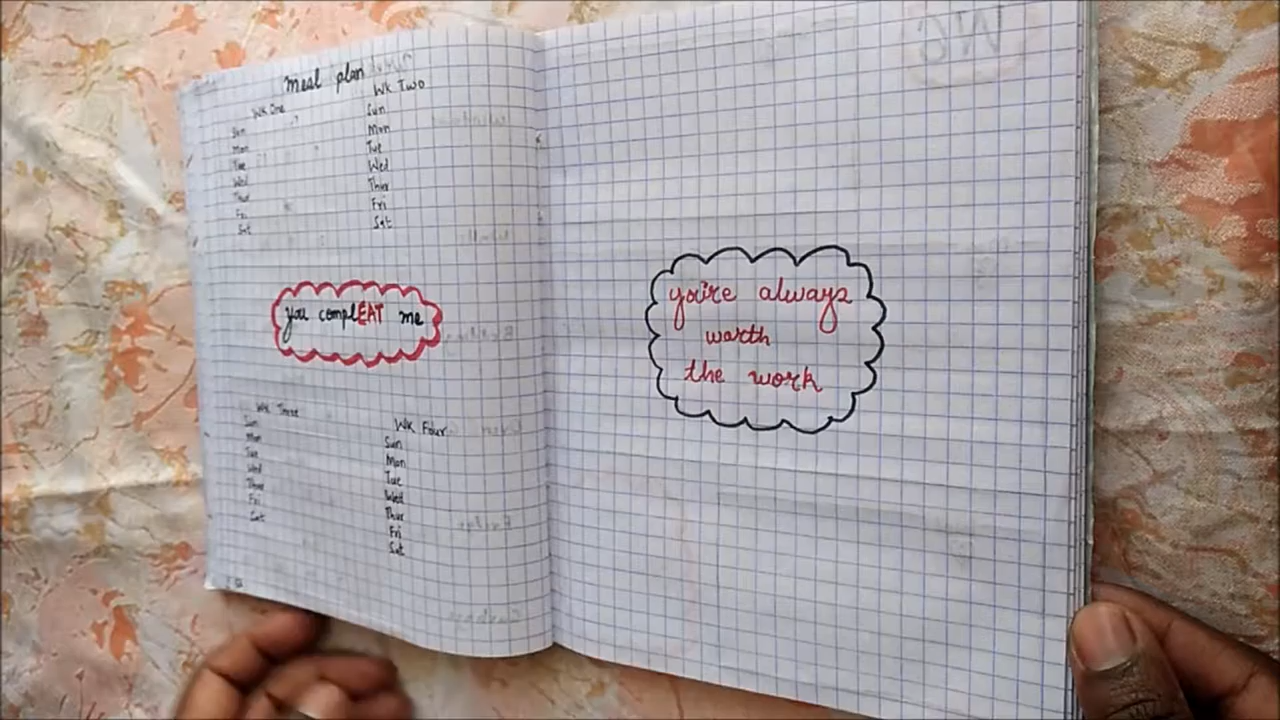 meal plan
Wk One
Sun
Mon
Tue
Wed
Thur
Fri
Sat
Wk Two
Sun
Mon
Tue
Wed
Thur
Fri
Sat
you complEAT me
Wk Three
Sun
Mon
Tue
Wed
Thur
Fri
Sat
Wk Four
Sun
Mon
Tue
Wed
Thur
Fri
Sat
you're always
worth
the work